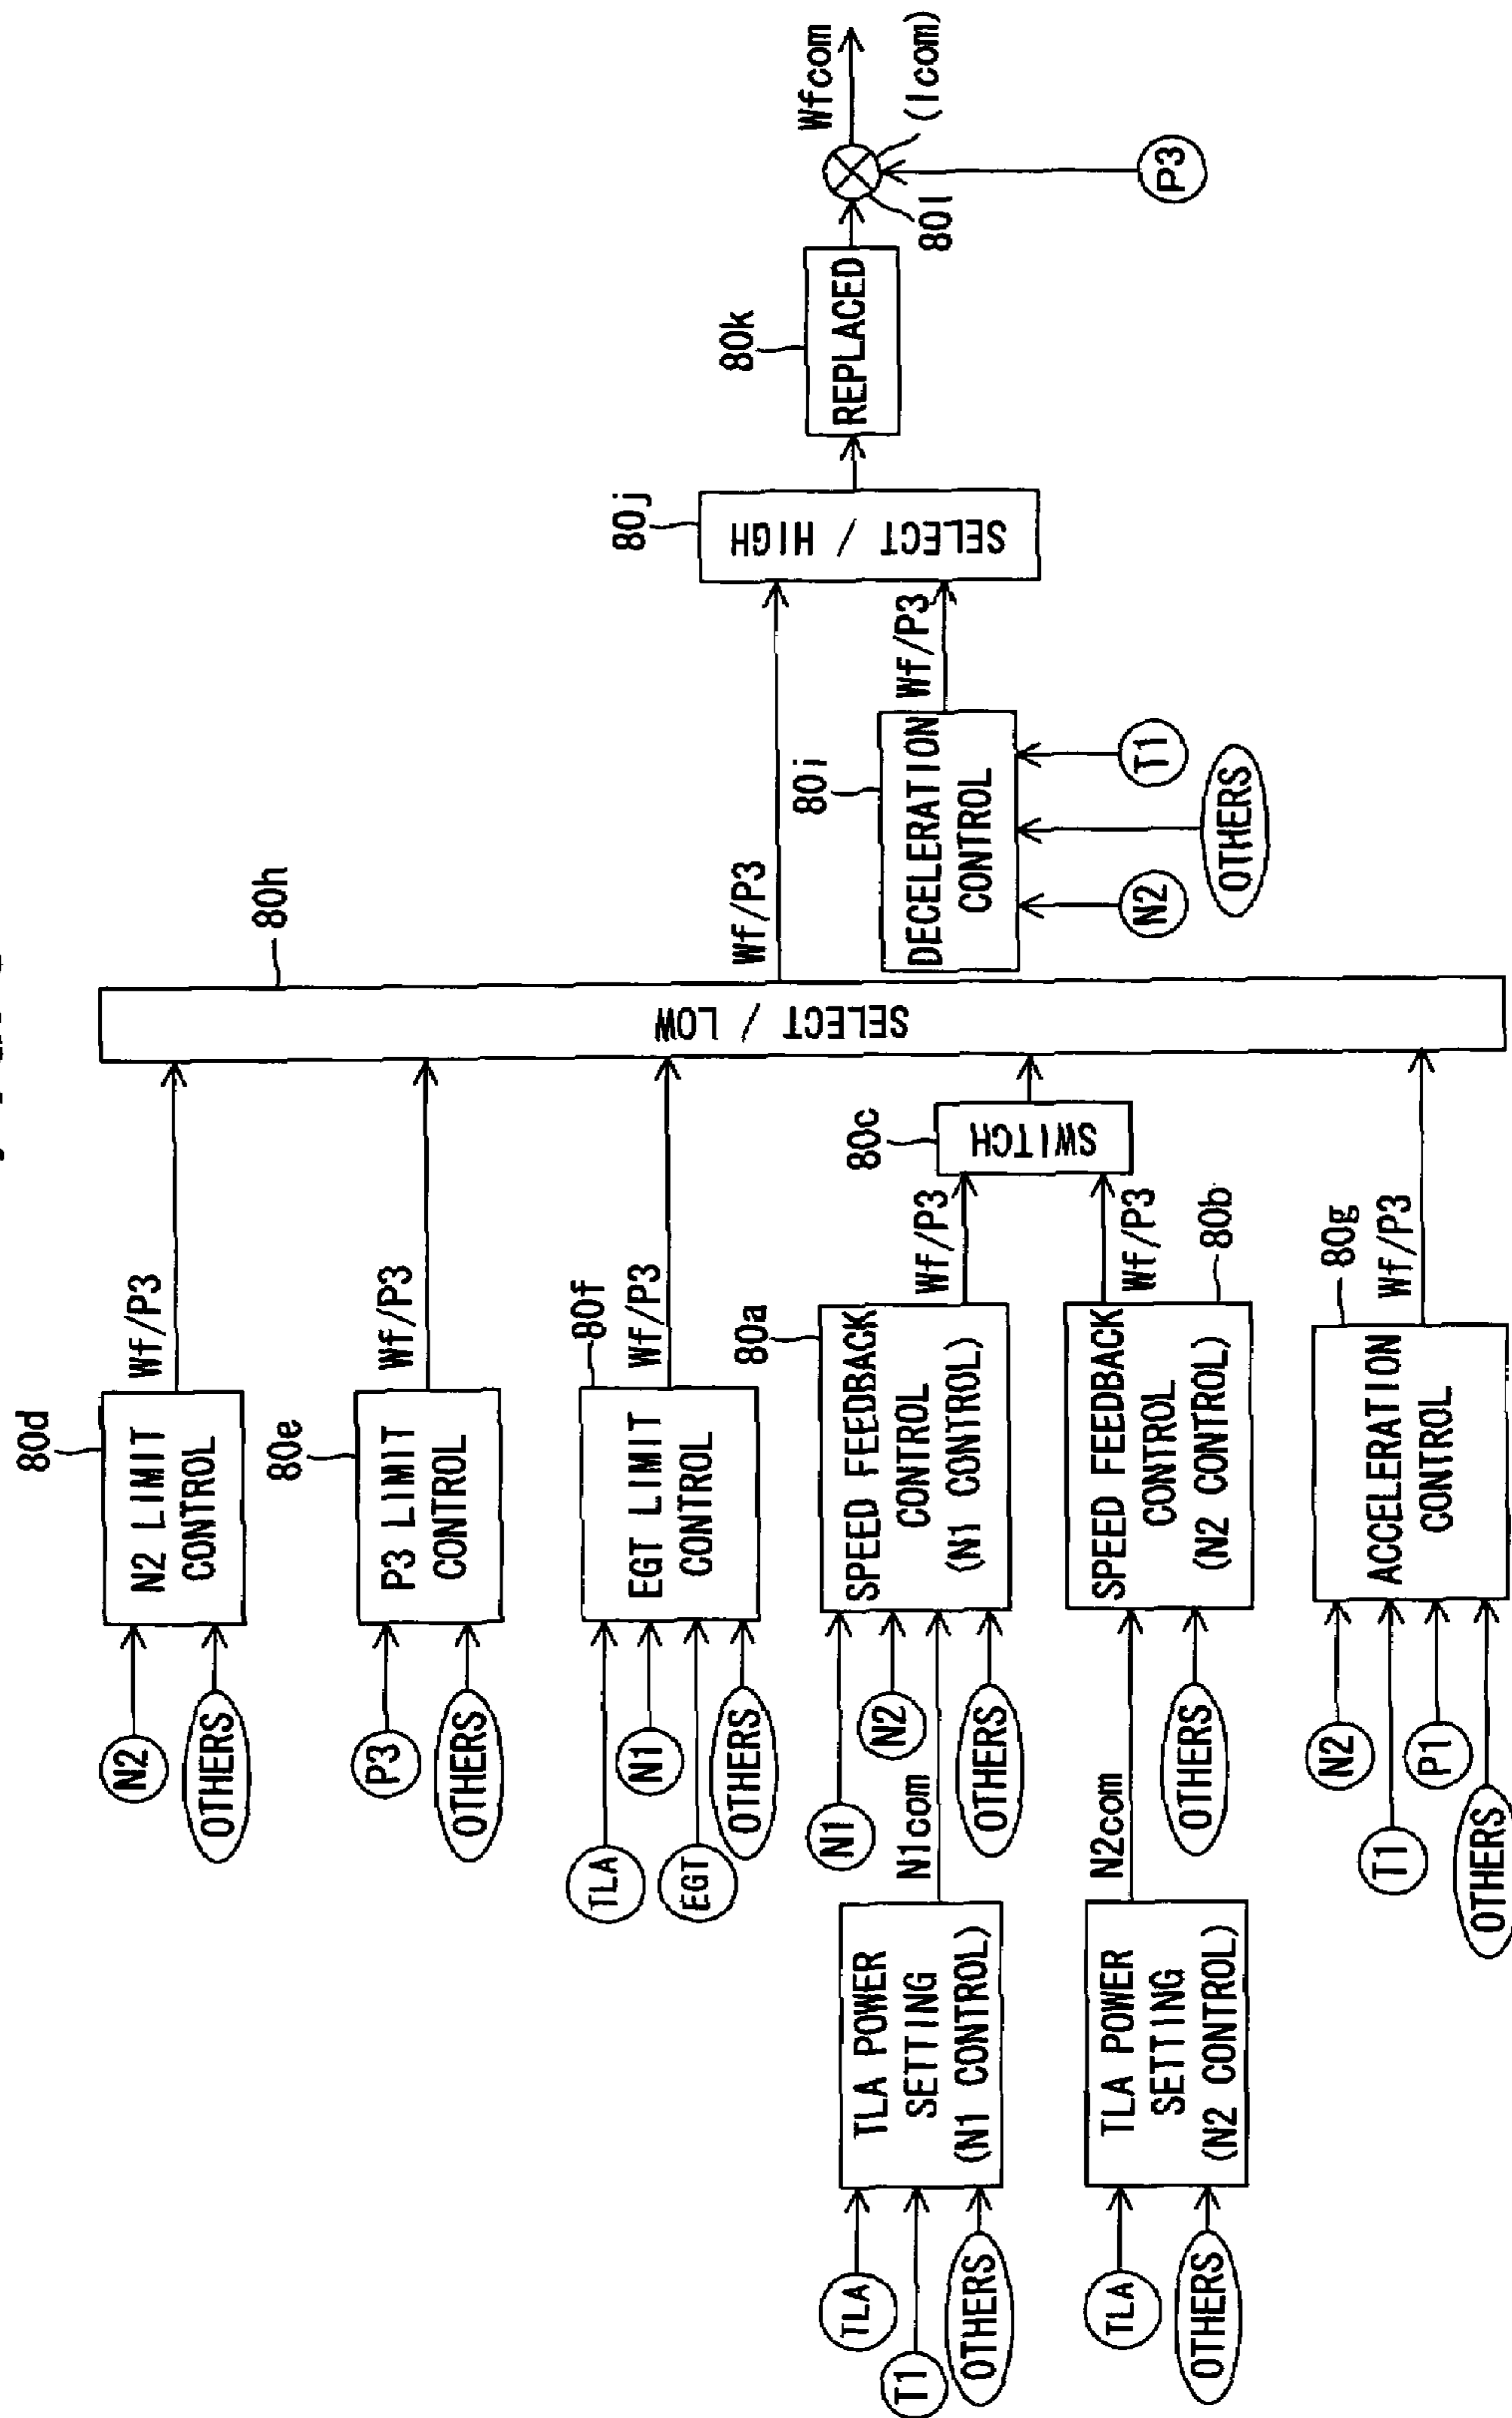 80d
N2
OTHERS
N2 LIMIT
CONTROL
Wf/P3
80e
P3
OTHERS
P3 LIMIT
CONTROL
Wf/P3
80f
TLA
N1
EGT
OTHERS
EGT LIMIT
CONTROL
Wf/P3
TLA
T1
OTHERS
TLA POWER
SETTING
(N1 CONTROL)
N1com
N1
N2
OTHERS
80a
SPEED FEEDBACK
CONTROL
(N1 CONTROL)
Wf/P3
TLA
OTHERS
TLA POWER
SETTING
(N2 CONTROL)
N2com
OTHERS
SPEED FEEDBACK
CONTROL
(N2 CONTROL)
80b
Wf/P3
80c
SWITCH
N2
T1
P1
OTHERS
80g
ACCELERATION
CONTROL
Wf/P3
80h
SELECT / LOW
Wf/P3
80i
DECELERATION
CONTROL
N2
OTHERS
T1
Wf/P3
80j
SELECT / HIGH
80k
REPLACED
80l
Wfcom
(Icom)
P3